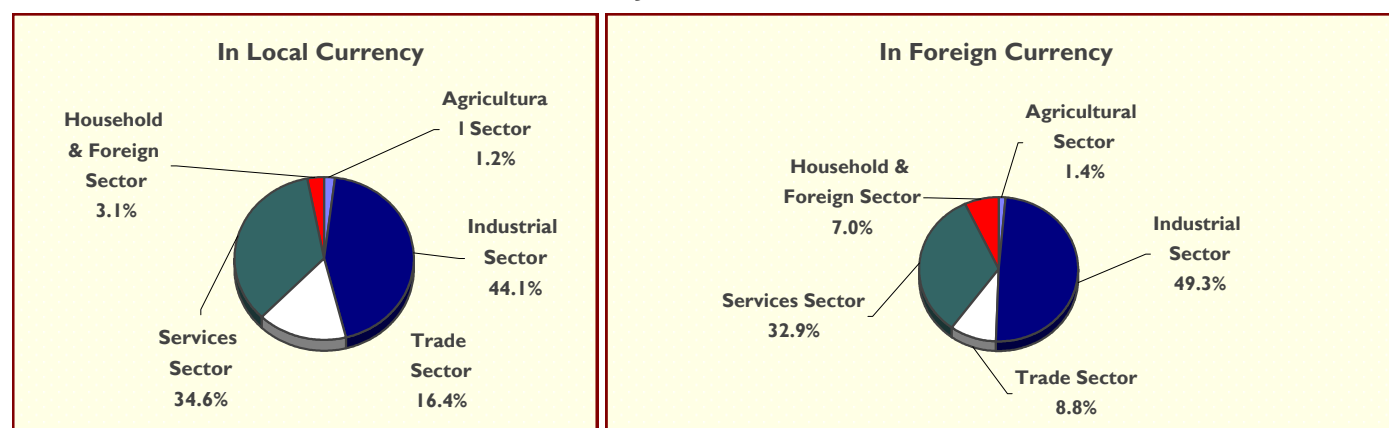 In Local Currency
Agricultura
l Sector
1.2%
Household
& Foreign
Sector
3.1%
Industrial
Sector
44.1%
Services
Sector
34.6%
Trade
Sector
16.4%
In Foreign Currency
Agricultural
Sector
1.4%
Household &
Foreign Sector
7.0%
Industrial
Sector
49.3%
Services Sector
32.9%
Trade Sector
8.8%